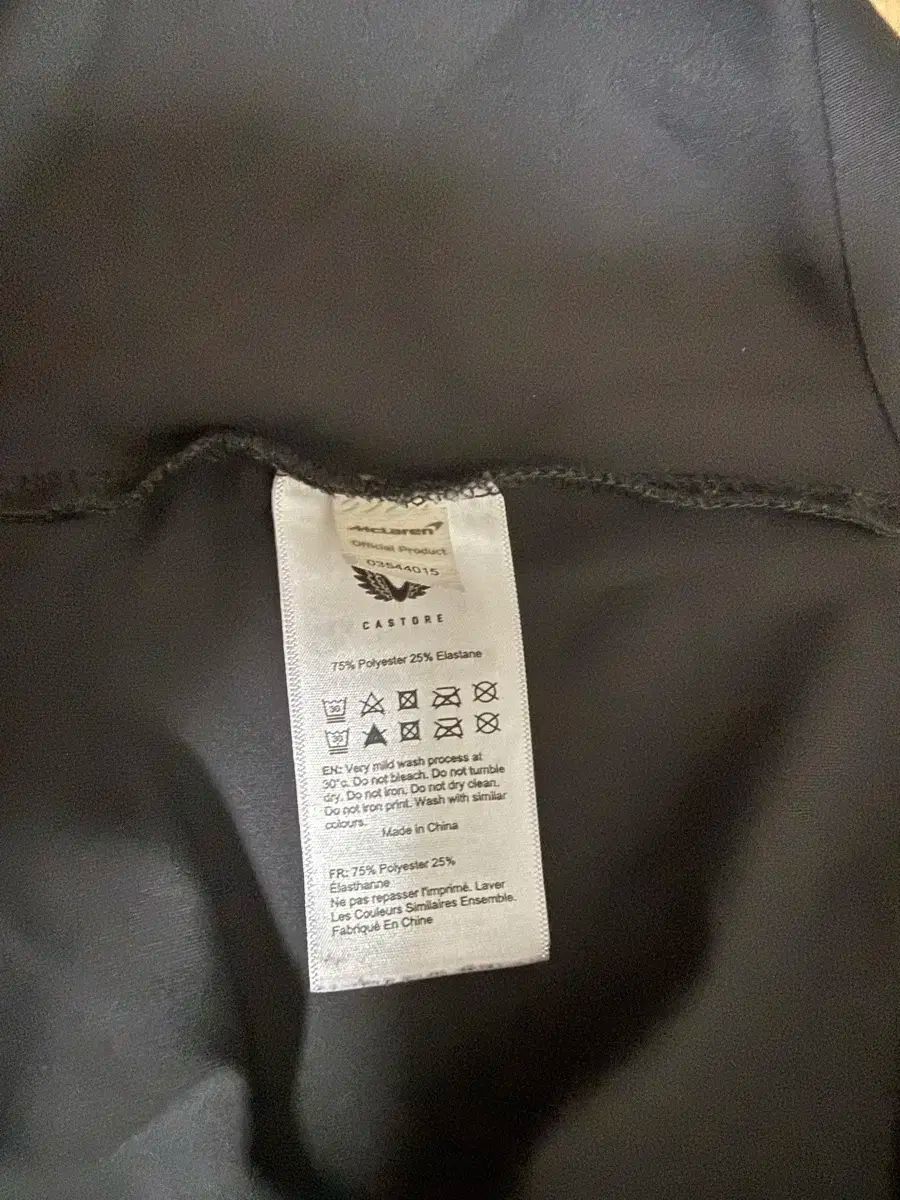 McLaren
Official Product
03544015
CASTORE
75% Polyester 25% Elastane
30
30
EN: Very mild wash process at
30°c. Do not bleach. Do not tumble
dry. Do not iron. Do not dry clean.
Do not iron print. Wash with similar
colours.
Made in China
FR: 75% Polyester 25%
Élasthanne
Ne pas repasser l'imprimé. Laver
Les Couleurs Similaires Ensemble.
Fabriqué En Chine